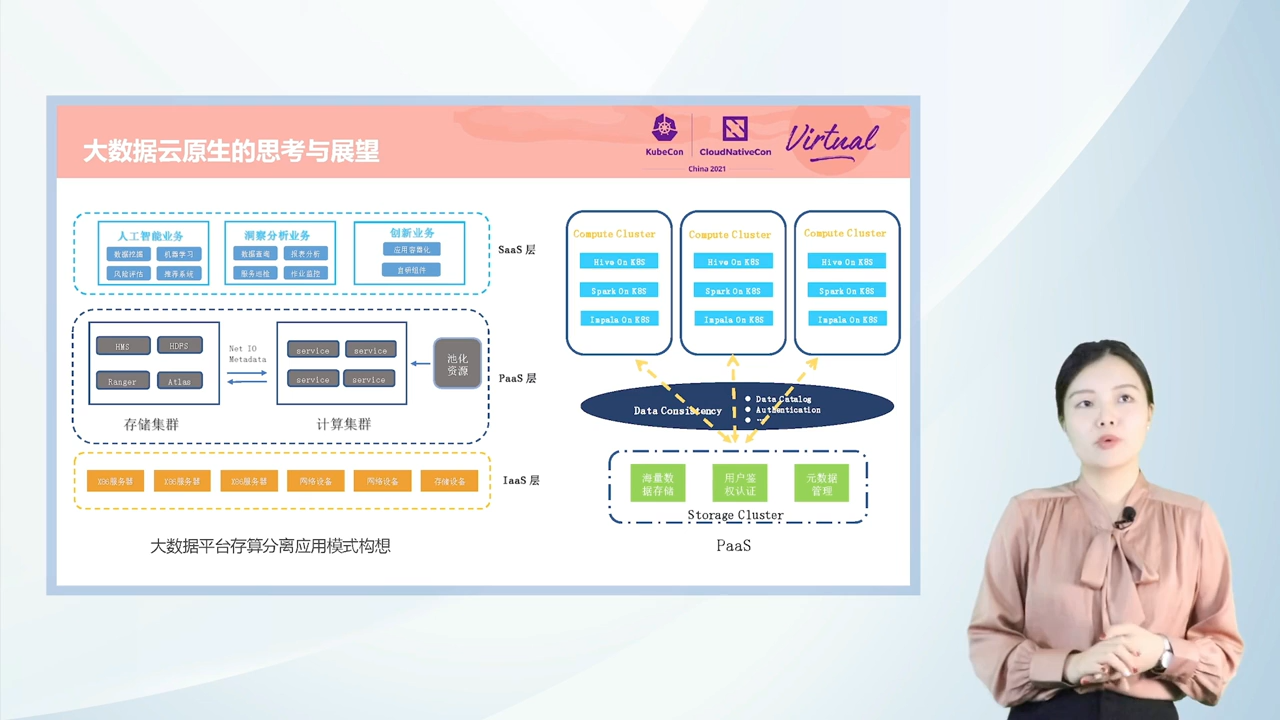 大数据云原生的思考与展望
KubeCon
CloudNativeCon
China 2021
Virtual
人工智能业务
数据挖掘
机器学习
风险评估
推荐系统
洞察分析业务
数据查询
报表分析
服务巡检
作业监控
创新业务
应用容器化
自研组件
SaaS 层
HMS
HDPS
Ranger
Atlas
存储集群
Net IO
Metadata
service
service
service
service
计算集群
池化
资源
PaaS 层
X86服务器
X86服务器
X86服务器
网络设备
网络设备
存储设备
IaaS 层
大数据平台存算分离应用模式构想
Compute Cluster
Hive On K8S
Spark On K8S
Impala On K8S
Compute Cluster
Hive On K8S
Spark On K8S
Impala On K8S
Compute Cluster
Hive On K8S
Spark On K8S
Impala On K8S
Data Consistency
Data Catalog
Authentication
海量数
据存储
用户鉴
权认证
元数据
管理
Storage Cluster
PaaS